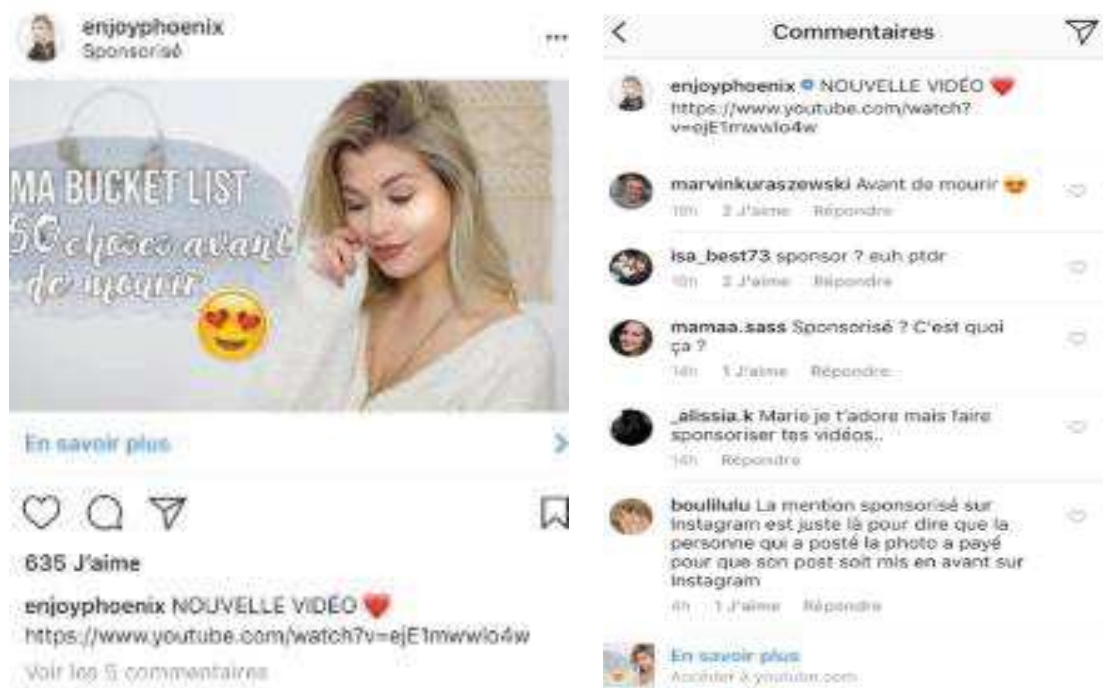 enjoyphoenix
Sponsorisé
MA BUCKET LIST
50 choses avant
de mourir
En savoir plus
635 J'aime
enjoyphoenix NOUVELLE VIDÉO ❤️
https://www.youtube.com/watch?v=ejE1mwwlo4w
Voir les 5 commentaires
Commentaires
enjoyphoenix NOUVELLE VIDÉO ❤️
https://www.youtube.com/watch?
v=ejE1mwwlo4w
marvinkuraszewski Avant de mourir 😍
2 J'aime Répondre
isa_best73 sponsor ? euh ptdr
2 J'aime Répondre
mamaa.sass Sponsorisé ? C'est quoi
ça ?
14h 1 J'aime Répondre
_alissia.k Marie je t'adore mais faire
sponsoriser tes vidéos..
14h Répondre
boulilulu La mention sponsorisé sur
Instagram est juste là pour dire que la
personne qui a posté la photo a payé
pour que son post soit mis en avant sur
Instagram
4h 1 J'aime Répondre
En savoir plus
Accéder à youtube.com